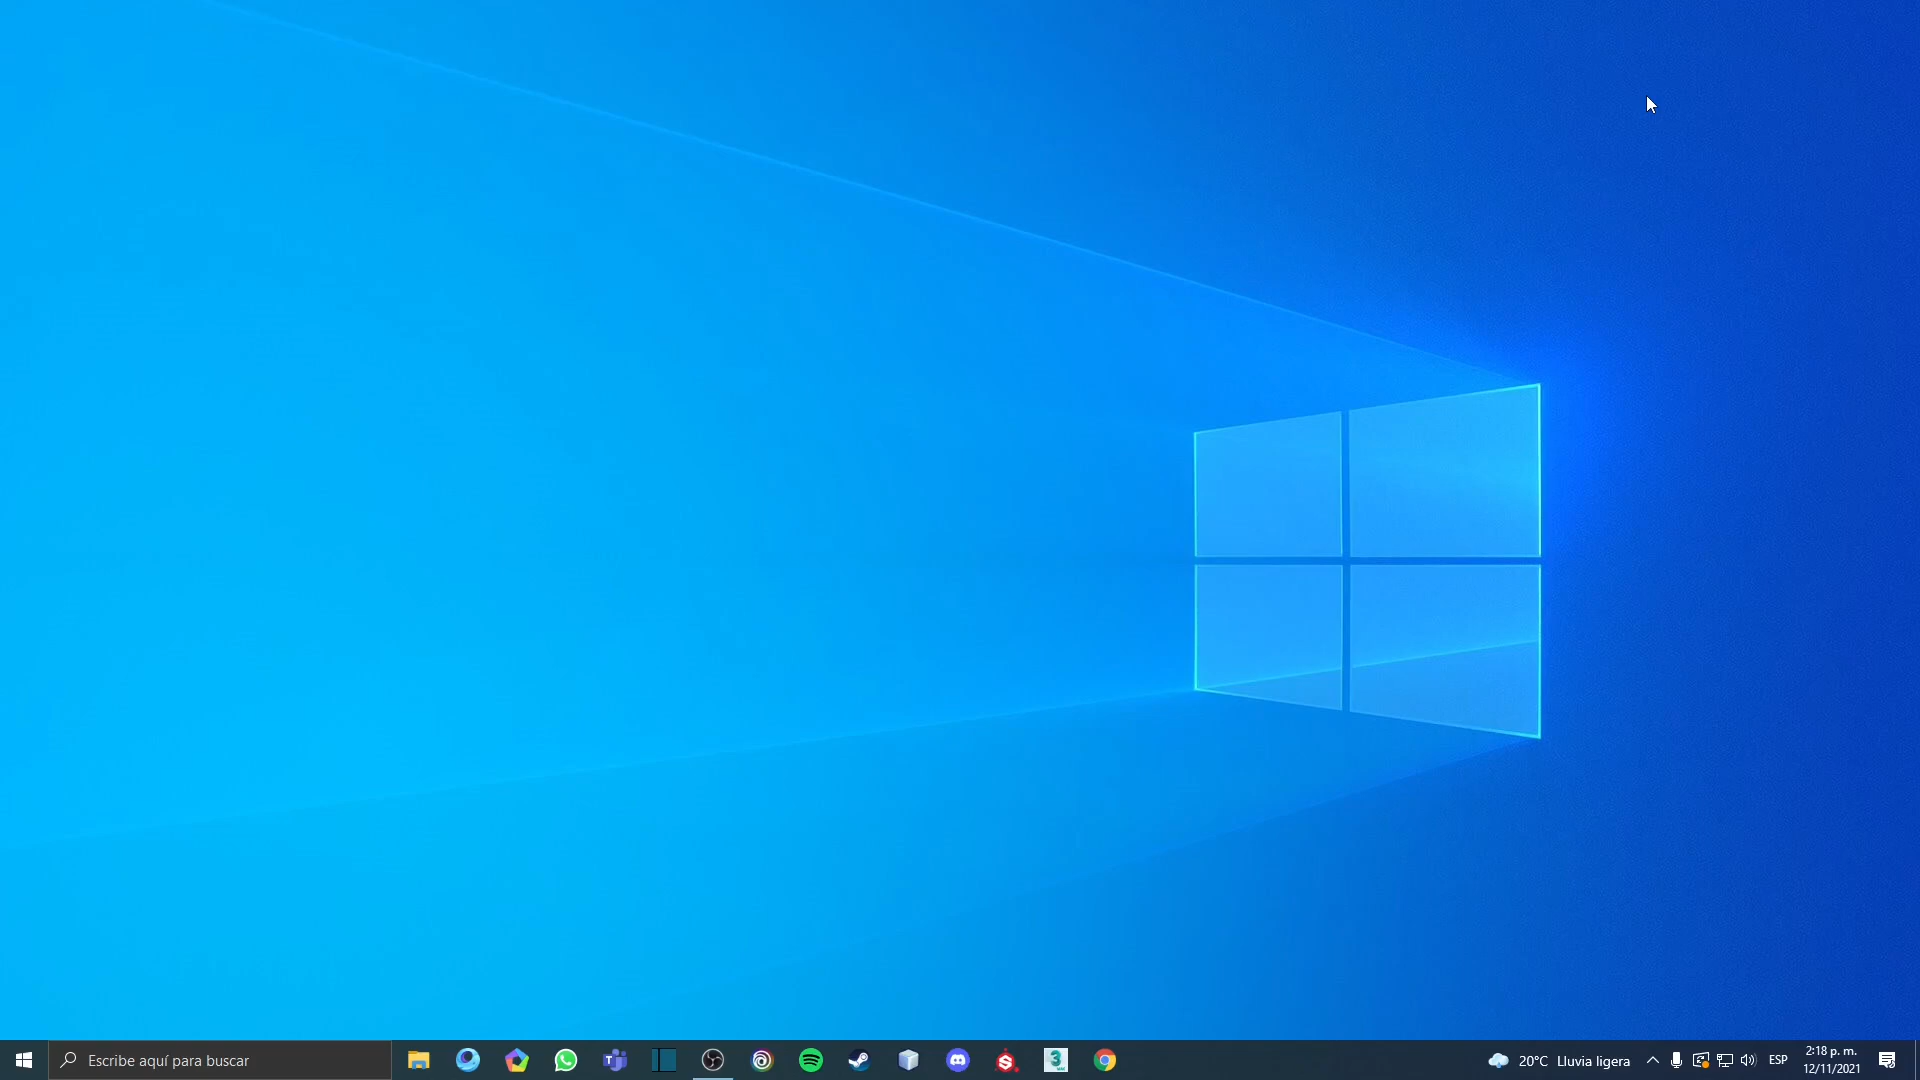 Escribe aquí para buscar
20°C Lluvia ligera
ESP
2:18 p. m.
12/11/2021